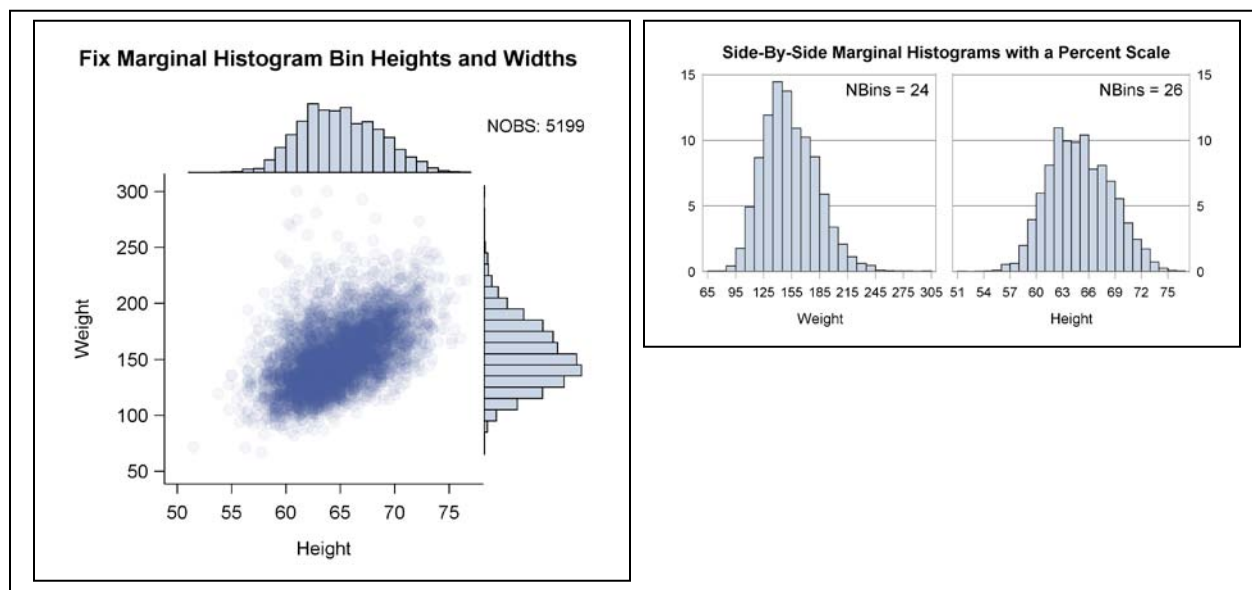 Fix Marginal Histogram Bin Heights and Widths
NOBS: 5199
300
250
200
150
100
50
Weight
50 55 60 65 70 75
Height
Side-By-Side Marginal Histograms with a Percent Scale
NBins = 24
NBins = 26
15
10
5
0
15
10
5
0
65 95 125 155 185 215 245 275 305
51 54 57 60 63 66 69 72 75
Weight
Height